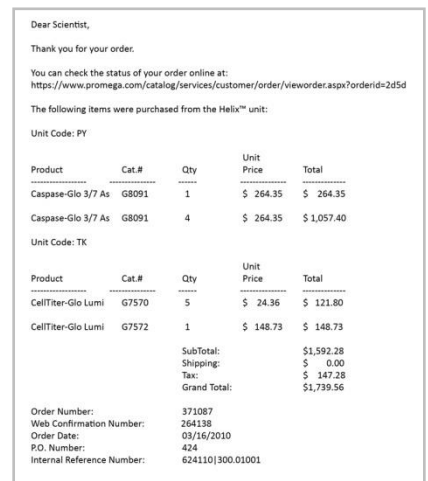 Dear Scientist,
Thank you for your order.
You can check the status of your order online at:
https://www.promega.com/catalog/services/customer/order/vieworder.aspx?orderid=2d5d
The following items were purchased from the Helix™ unit:
Unit Code: PY
Unit
Product Cat.# Qty Price Total
Caspase-Glo 3/7 As G8091 1 $ 264.35 $ 264.35
Caspase-Glo 3/7 As G8091 4 $ 264.35 $ 1,057.40
Unit Code: TK
Unit
Product Cat.# Qty Price Total
CellTiter-Glo Lumi G7570 5 $ 24.36 $ 121.80
CellTiter-Glo Lumi G7572 1 $ 148.73 $ 148.73
SubTotal: $1,592.28
Shipping: $ 0.00
Tax: $ 147.28
Grand Total: $1,739.56
Order Number: 371087
Web Confirmation Number: 264138
Order Date: 03/16/2010
P.O. Number: 424
Internal Reference Number: 624110|300.01001